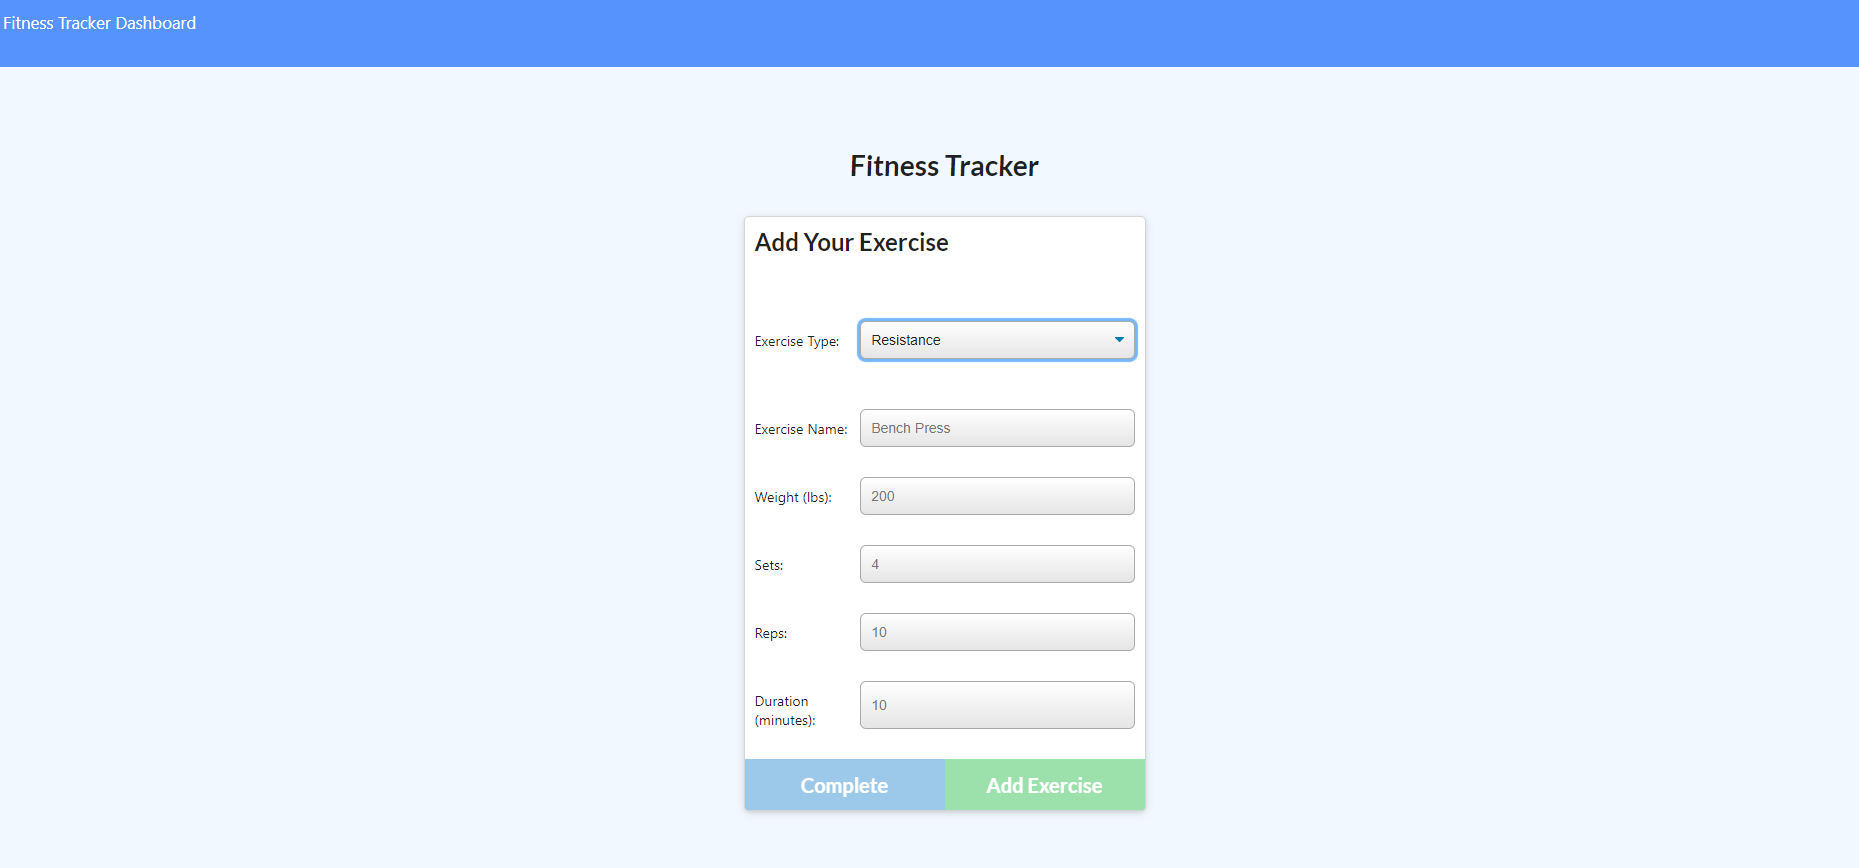 Fitness Tracker Dashboard
Fitness Tracker
Add Your Exercise
Exercise Type: Resistance
Exercise Name: Bench Press
Weight (lbs): 200
Sets: 4
Reps: 10
Duration
(minutes): 10
Complete Add Exercise